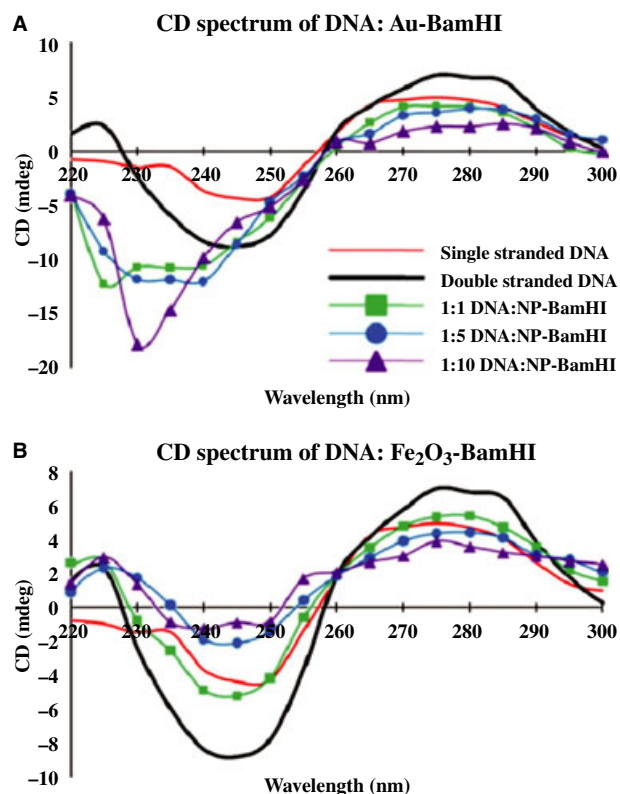 A
CD spectrum of DNA: Au-BamHI
10
5
0
−5
−10
−15
−20
CD (mdeg)
220 230 240 250 260 270 280 290 300
Single stranded DNA
Double stranded DNA
1:1 DNA:NP-BamHI
1:5 DNA:NP-BamHI
1:10 DNA:NP-BamHI
Wavelength (nm)
B
CD spectrum of DNA: Fe₂O₃-BamHI
8
6
4
2
0
−2
−4
−6
−8
−10
CD (mdeg)
220 230 240 250 260 270 280 290 300
Wavelength (nm)